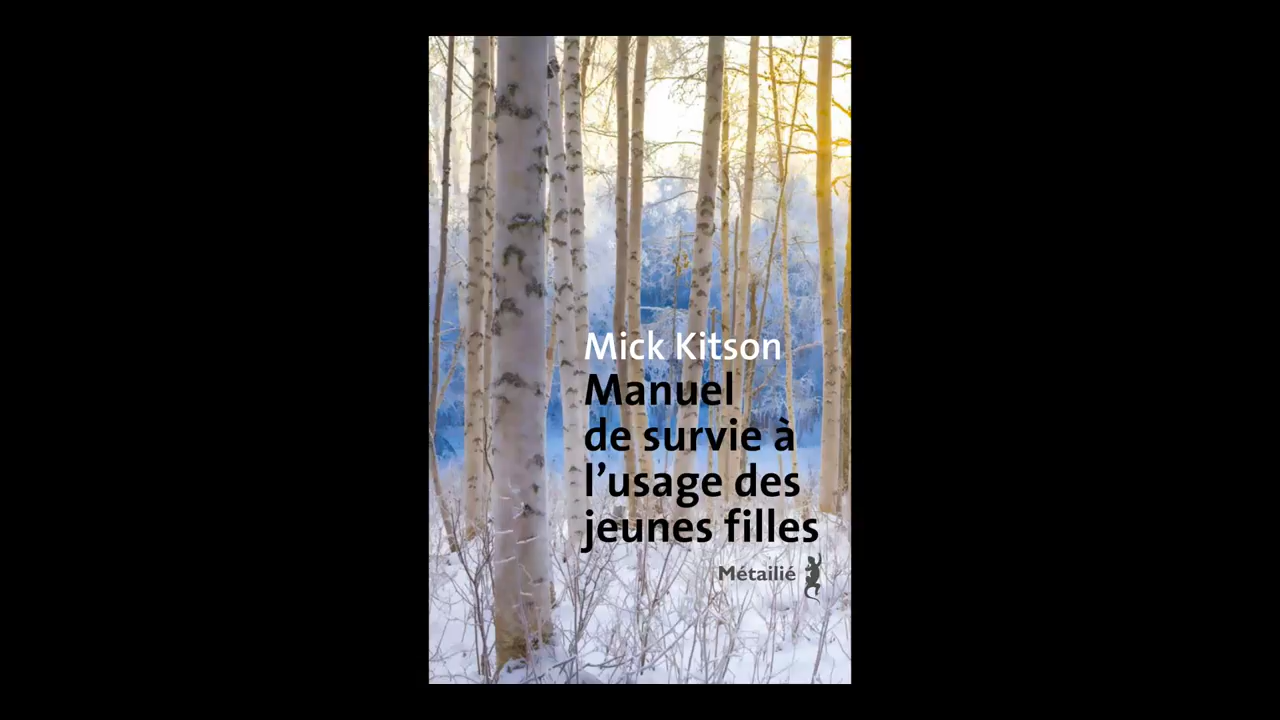 Mick Kitson
Manuel
de survie à
l’usage des
jeunes filles
Métailié